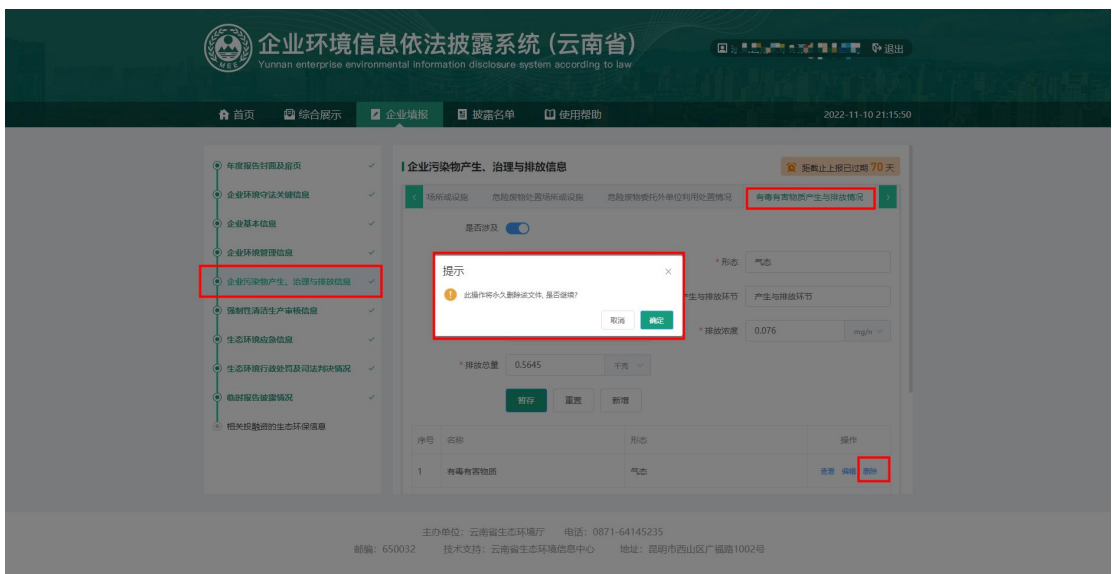 企业环境信息依法披露系统 (云南省)
Yunnan enterprise environmental information disclosure system according to law
退出
首页 综合展示 企业填报 披露名单 使用帮助 2022-11-10 21:15:50
年度报告封面及扉页
企业环境守法关键信息
企业基本信息
企业环境管理信息
企业污染物产生、治理与排放信息
强制性清洁生产审核信息
生态环境应急信息
生态环境行政处罚及司法判决情况
临时报告披露情况
相关投融资的生态环保信息
企业污染物产生、治理与排放信息
距截止上报已过期 70 天
场所或设施 危险废物处置场所或设施 危险废物委托外单位利用处置情况 有毒有害物质产生与排放情况
是否涉及
* 形态 气态
产生与排放环节 产生与排放环节
* 排放浓度 0.076 mg/n
提示
此操作将永久删除该文件, 是否继续?
取消 确定
* 排放总量 0.5645 千克
暂存 重置 新增
序号 名称 形态 操作
1 有毒有害物质 气态 查看 编辑 删除
主办单位：云南省生态环境厅 电话：0871-64145235
邮编：650032 技术支持：云南省生态环境信息中心 地址：昆明市西山区广福路1002号